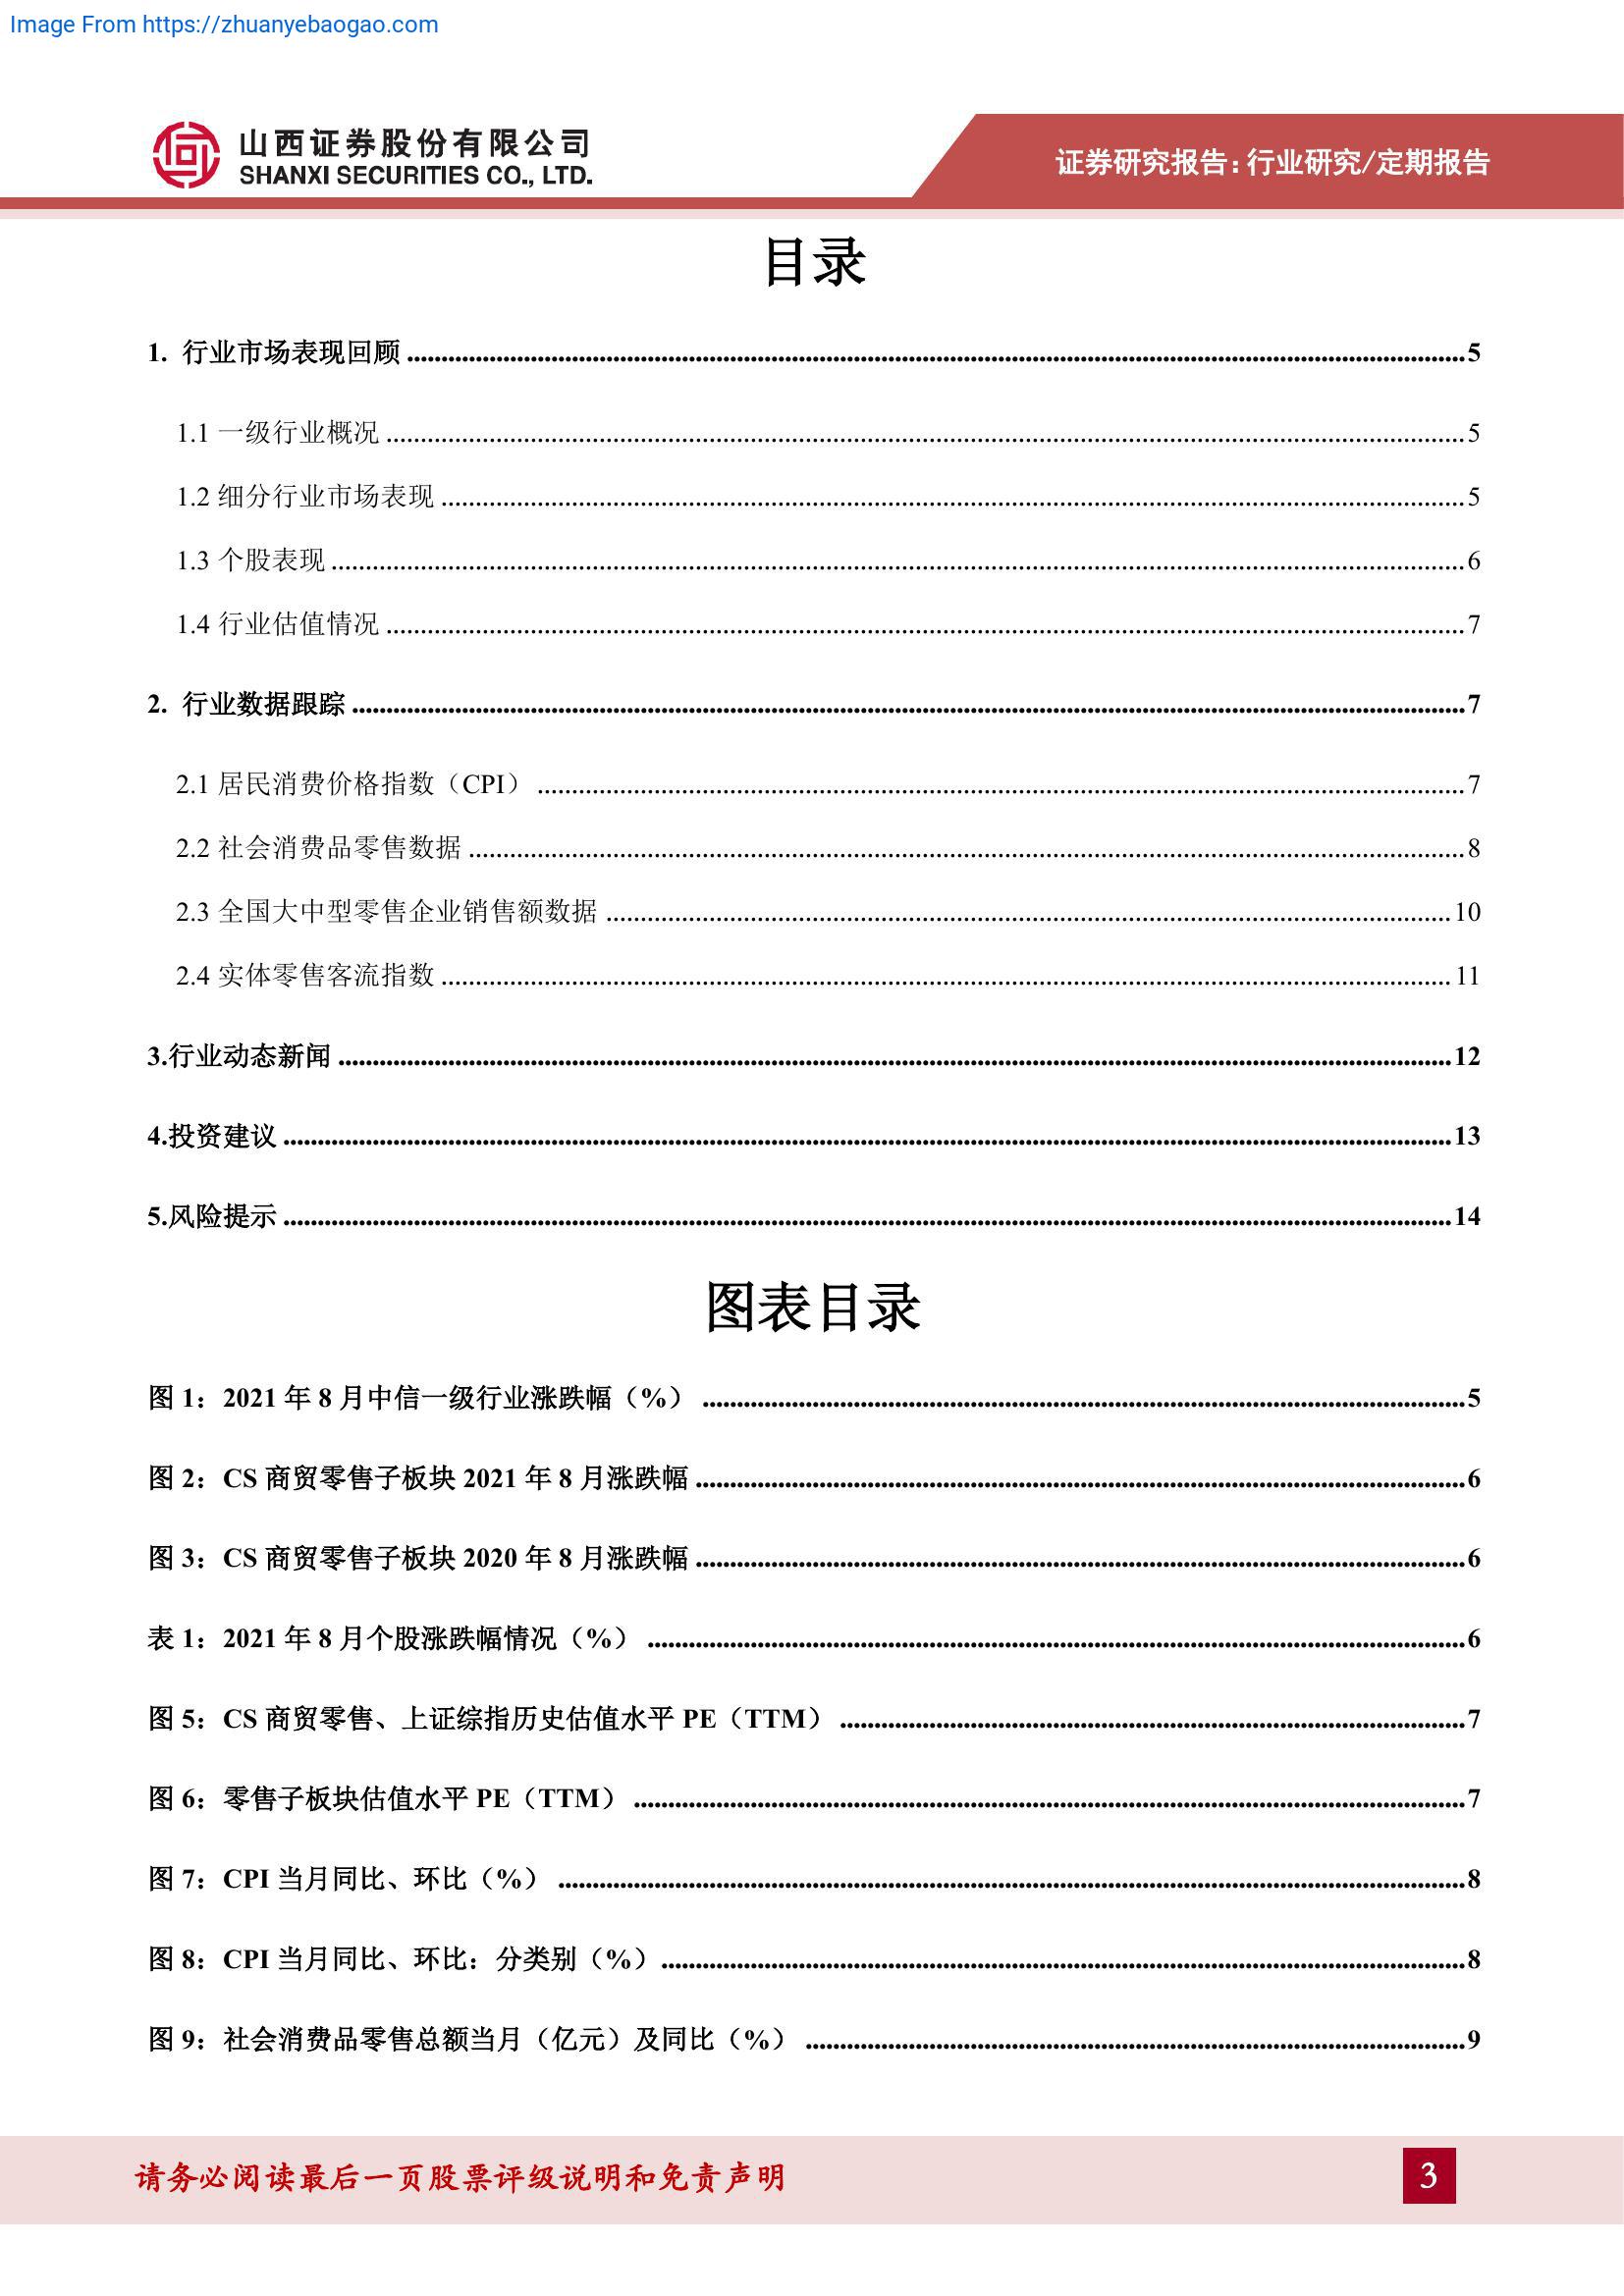 Image From https://zhuanyebaogao.com
山西证券股份有限公司
SHANXI SECURITIES CO., LTD.
证券研究报告：行业研究/定期报告
目录
1. 行业市场表现回顾 5
1.1 一级行业概况 5
1.2 细分行业市场表现 5
1.3 个股表现 6
1.4 行业估值情况 7
2. 行业数据跟踪 7
2.1 居民消费价格指数（CPI） 7
2.2 社会消费品零售数据 8
2.3 全国大中型零售企业销售额数据 10
2.4 实体零售客流指数 11
3.行业动态新闻 12
4.投资建议 13
5.风险提示 14
图表目录
图 1：2021 年 8 月中信一级行业涨跌幅（%） 5
图 2：CS 商贸零售子板块 2021 年 8 月涨跌幅 6
图 3：CS 商贸零售子板块 2020 年 8 月涨跌幅 6
表 1：2021 年 8 月个股涨跌幅情况（%） 6
图 5：CS 商贸零售、上证综指历史估值水平 PE（TTM） 7
图 6：零售子板块估值水平 PE（TTM） 7
图 7：CPI 当月同比、环比（%） 8
图 8：CPI 当月同比、环比：分类别（%） 8
图 9：社会消费品零售总额当月（亿元）及同比（%） 9
请务必阅读最后一页股票评级说明和免责声明
3